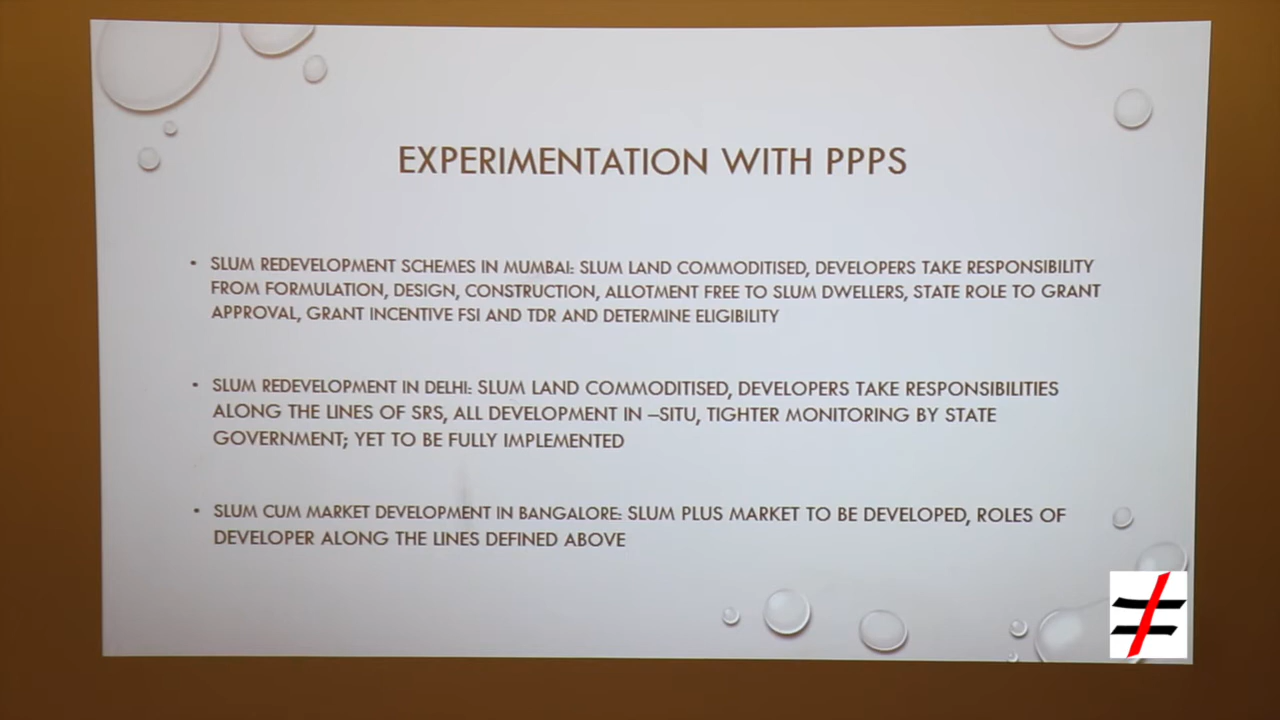 EXPERIMENTATION WITH PPPS
• SLUM REDEVELOPMENT SCHEMES IN MUMBAI: SLUM LAND COMMODITISED, DEVELOPERS TAKE RESPONSIBILITY
FROM FORMULATION, DESIGN, CONSTRUCTION, ALLOTMENT FREE TO SLUM DWELLERS, STATE ROLE TO GRANT
APPROVAL, GRANT INCENTIVE FSI AND TDR AND DETERMINE ELIGIBILITY
• SLUM REDEVELOPMENT IN DELHI: SLUM LAND COMMODITISED, DEVELOPERS TAKE RESPONSIBILITIES
ALONG THE LINES OF SRS, ALL DEVELOPMENT IN –SITU, TIGHTER MONITORING BY STATE
GOVERNMENT; YET TO BE FULLY IMPLEMENTED
• SLUM CUM MARKET DEVELOPMENT IN BANGALORE: SLUM PLUS MARKET TO BE DEVELOPED, ROLES OF
DEVELOPER ALONG THE LINES DEFINED ABOVE